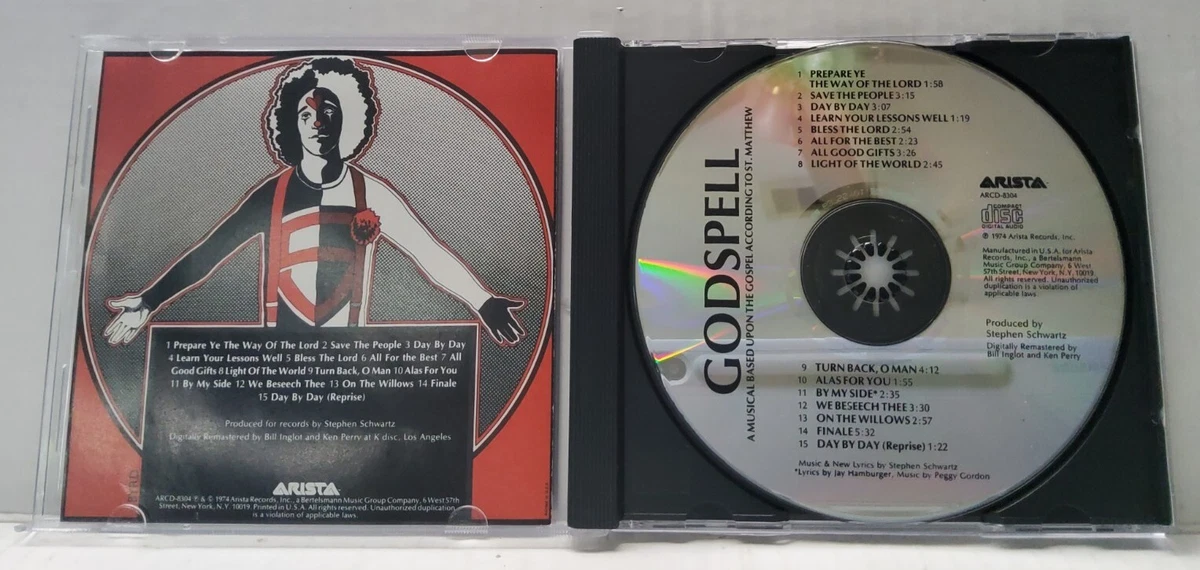 1 Prepare Ye The Way Of The Lord 2 Save The People 3 Day By Day
4 Learn Your Lessons Well 5 Bless The Lord 6 All For the Best 7 All
Good Gifts 8 Light Of The World 9 Turn Back, O Man 10 Alas For You
11 By My Side 12 We Beseech Thee 13 On The Willows 14 Finale
15 Day By Day (Reprise)
Produced for records by Stephen Schwartz
Digitally Remastered by Bill Inglot and Ken Perry at K disc, Los Angeles
BYRD
ARISTA
ARCD-8304 ℗ & © 1974 Arista Records, Inc., a Bertelsmann Music Group Company, 6 West 57th
Street, New York, N.Y. 10019. Printed in U.S.A. All rights reserved. Unauthorized duplication
is a violation of applicable laws.
GODSPELL
A MUSICAL BASED UPON THE GOSPEL ACCORDING TO ST. MATTHEW
1 PREPARE YE
THE WAY OF THE LORD 1:58
2 SAVE THE PEOPLE 3:15
3 DAY BY DAY 3:07
4 LEARN YOUR LESSONS WELL 1:19
5 BLESS THE LORD 2:54
6 ALL FOR THE BEST 2:23
7 ALL GOOD GIFTS 3:26
8 LIGHT OF THE WORLD 2:45
ARISTA
ARCD-8304
COMPACT
disc
DIGITAL AUDIO
℗ 1974 Arista Records, Inc.
Manufactured in U.S.A. for Arista
Records, Inc., a Bertelsmann
Music Group Company, 6 West
57th Street, New York, N.Y. 10019.
All rights reserved. Unauthorized
duplication is a violation of
applicable laws.
Produced by
Stephen Schwartz
Digitally Remastered by
Bill Inglot and Ken Perry
9 TURN BACK, O MAN 4:12
10 ALAS FOR YOU 1:55
11 BY MY SIDE* 2:35
12 WE BESEECH THEE 3:30
13 ON THE WILLOWS 2:57
14 FINALE 5:32
15 DAY BY DAY (Reprise) 1:22
Music & New Lyrics by Stephen Schwartz
*Lyrics by Jay Hamburger, Music by Peggy Gordon